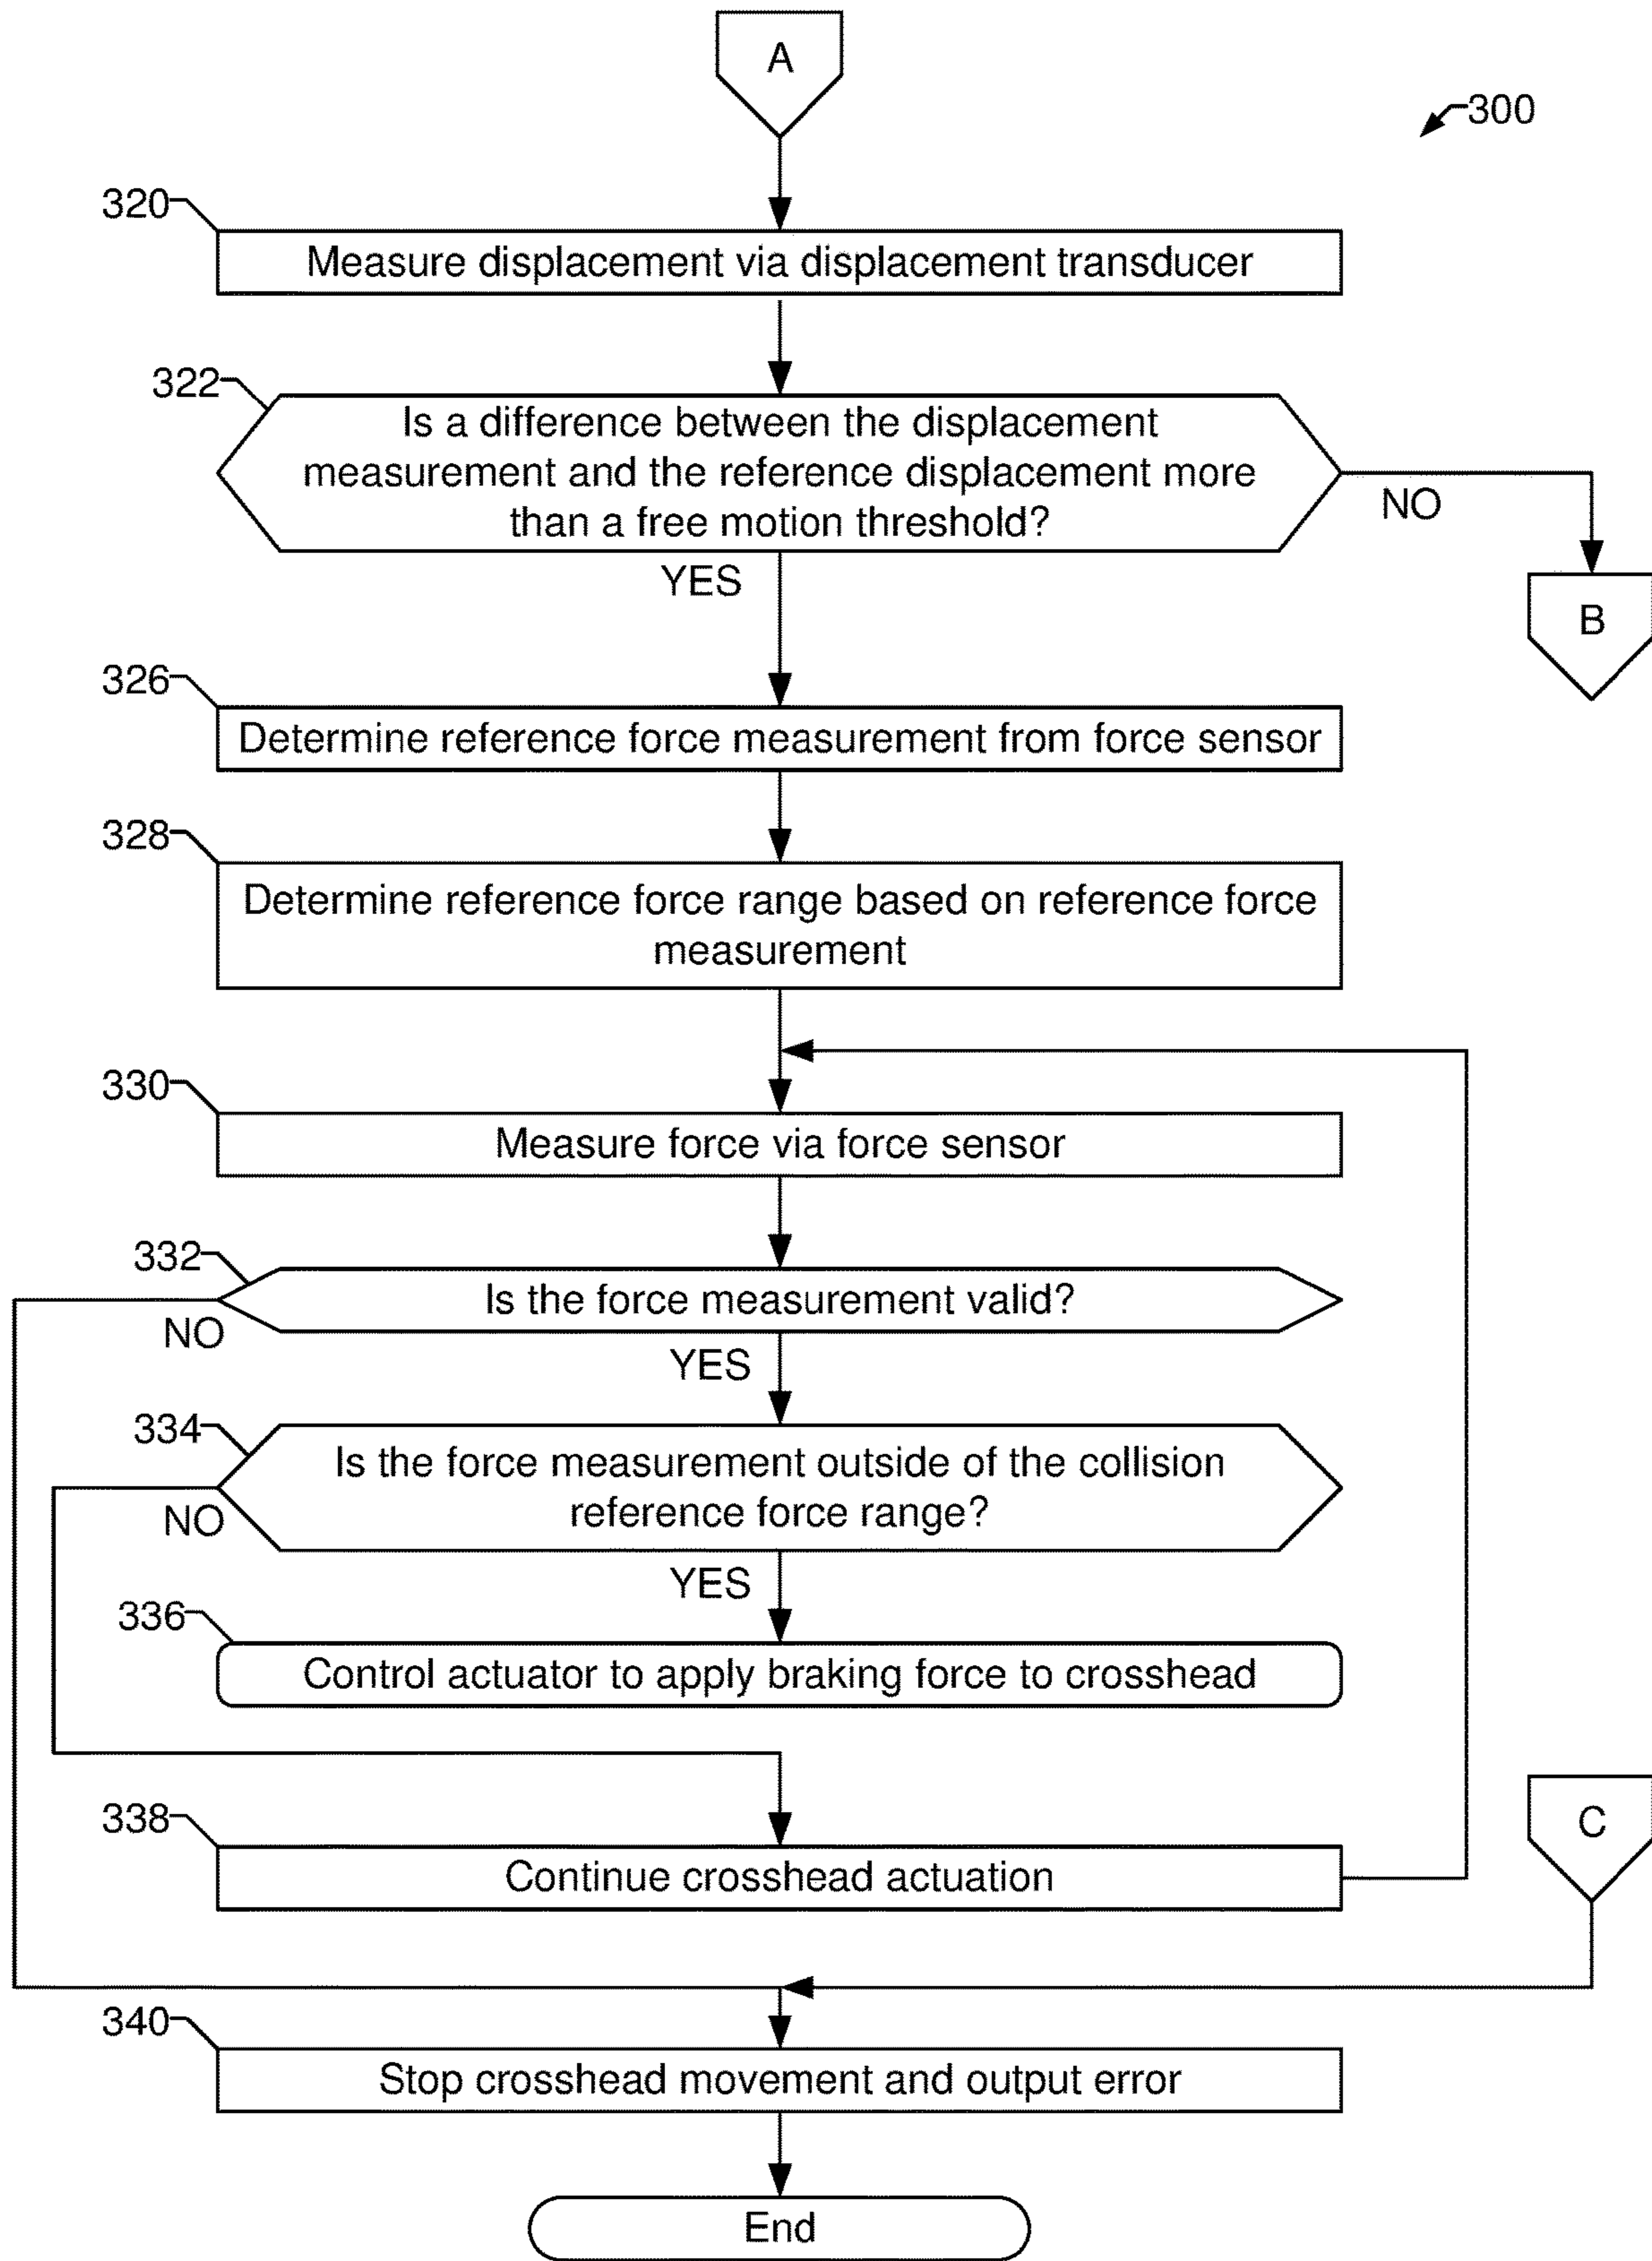 A
300
320
Measure displacement via displacement transducer
322
Is a difference between the displacement
measurement and the reference displacement more
than a free motion threshold?
NO
YES
B
326
Determine reference force measurement from force sensor
328
Determine reference force range based on reference force
measurement
330
Measure force via force sensor
332
Is the force measurement valid?
NO
YES
334
Is the force measurement outside of the collision
reference force range?
NO
YES
336
Control actuator to apply braking force to crosshead
338
Continue crosshead actuation
C
340
Stop crosshead movement and output error
End